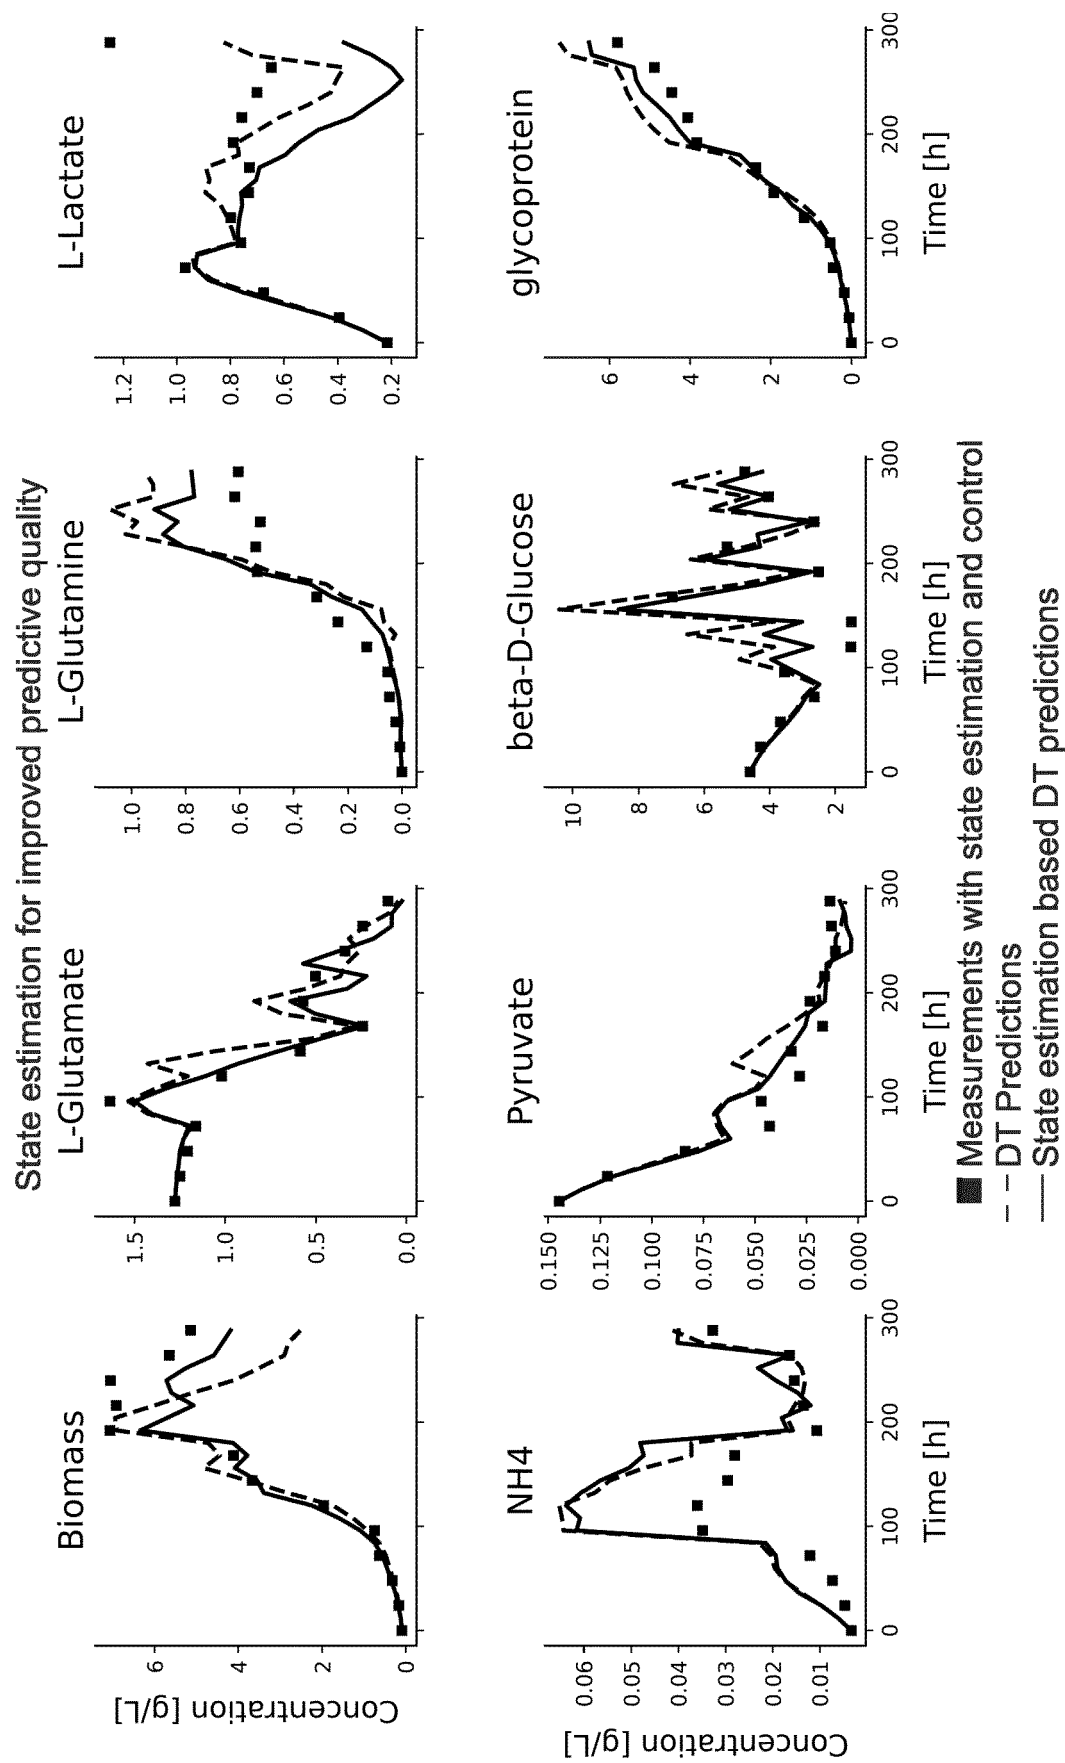 State estimation for improved predictive quality
Biomass
L-Glutamate
L-Glutamine
L-Lactate
Concentration [g/L]
6
4
2
0
1.5
1.0
0.5
0.0
1.0
0.8
0.6
0.4
0.2
0.0
1.2
1.0
0.8
0.6
0.4
0.2
NH4
Pyruvate
beta-D-Glucose
glycoprotein
Concentration [g/L]
0.06
0.05
0.04
0.03
0.02
0.01
0.150
0.125
0.100
0.075
0.050
0.025
0.000
10
8
6
4
2
6
4
2
0
0 100 200 300
0 100 200 300
0 100 200 300
0 100 200 300
Time [h]
Time [h]
Time [h]
Time [h]
Measurements with state estimation and control
DT Predictions
State estimation based DT predictions